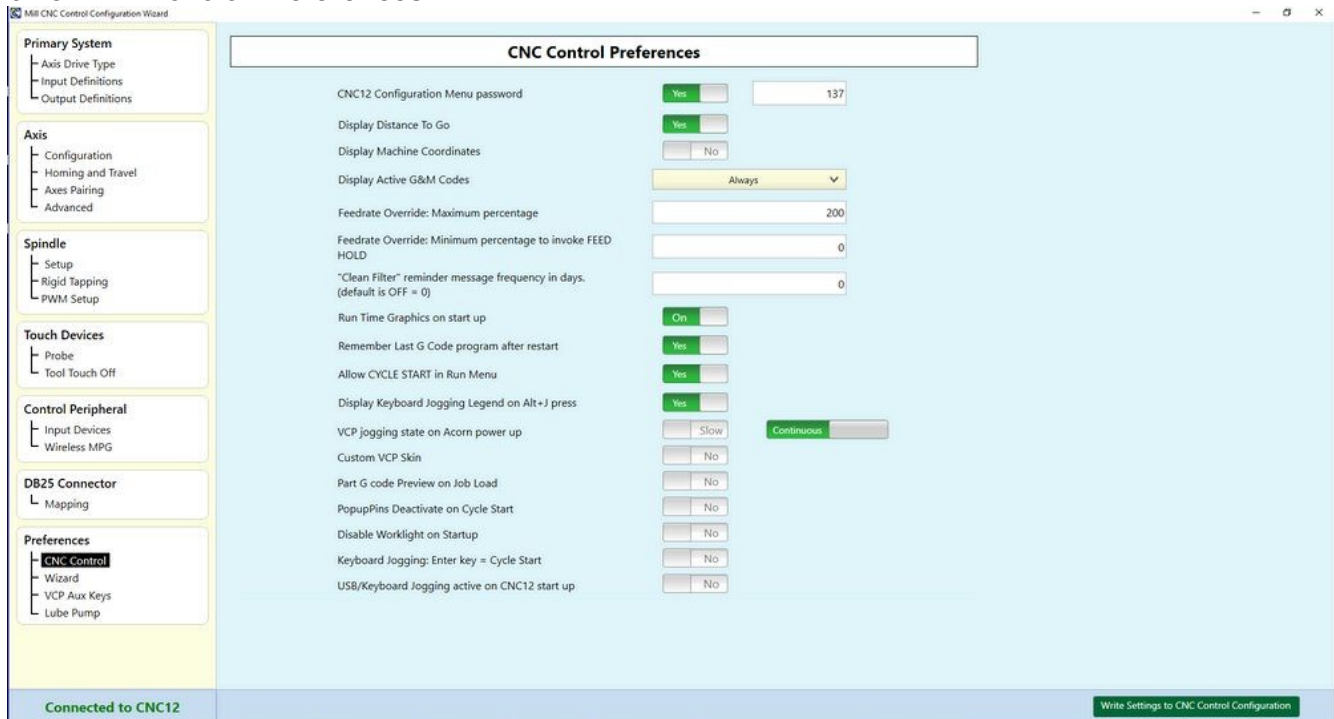 Mill CNC Control Configuration Wizard
Primary System
Axis Drive Type
Input Definitions
Output Definitions
Axis
Configuration
Homing and Travel
Axes Pairing
Advanced
Spindle
Setup
Rigid Tapping
PWM Setup
Touch Devices
Probe
Tool Touch Off
Control Peripheral
Input Devices
Wireless MPG
DB25 Connector
Mapping
Preferences
CNC Control
Wizard
VCP Aux Keys
Lube Pump
Connected to CNC12
CNC Control Preferences
CNC12 Configuration Menu password Yes 137
Display Distance To Go Yes
Display Machine Coordinates No
Display Active G&M Codes Always
Feedrate Override: Maximum percentage 200
Feedrate Override: Minimum percentage to invoke FEED
HOLD 0
"Clean Filter" reminder message frequency in days.
(default is OFF = 0) 0
Run Time Graphics on start up On
Remember Last G Code program after restart Yes
Allow CYCLE START in Run Menu Yes
Display Keyboard Jogging Legend on Alt+J press Yes
VCP jogging state on Acorn power up Slow Continuous
Custom VCP Skin No
Part G code Preview on Job Load No
PopupPins Deactivate on Cycle Start No
Disable Worklight on Startup No
Keyboard Jogging: Enter key = Cycle Start No
USB/Keyboard Jogging active on CNC12 start up No
Write Settings to CNC Control Configuration